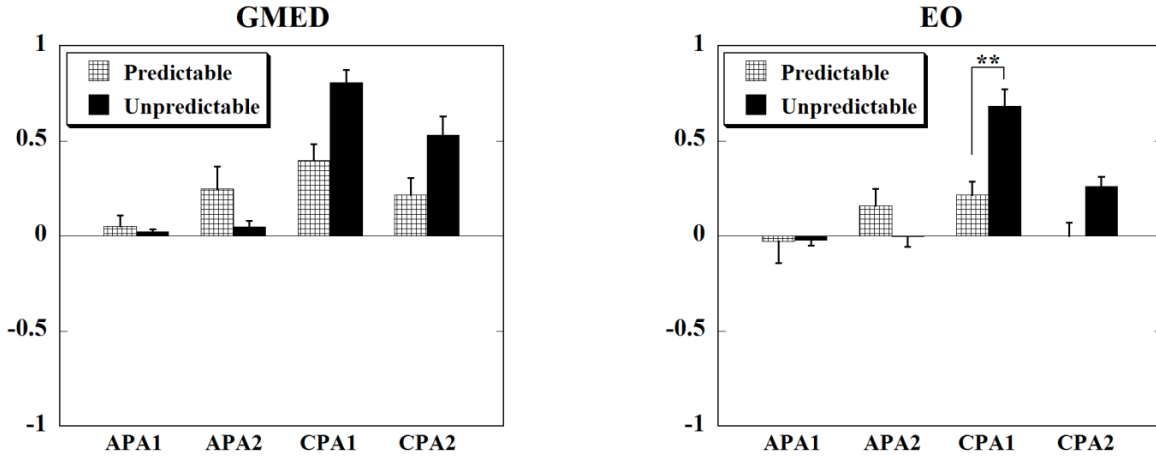 GMED
1
0.5
0
-0.5
-1
Predictable
Unpredictable
APA1 APA2 CPA1 CPA2
EO
1
0.5
0
-0.5
-1
Predictable
Unpredictable
**
APA1 APA2 CPA1 CPA2